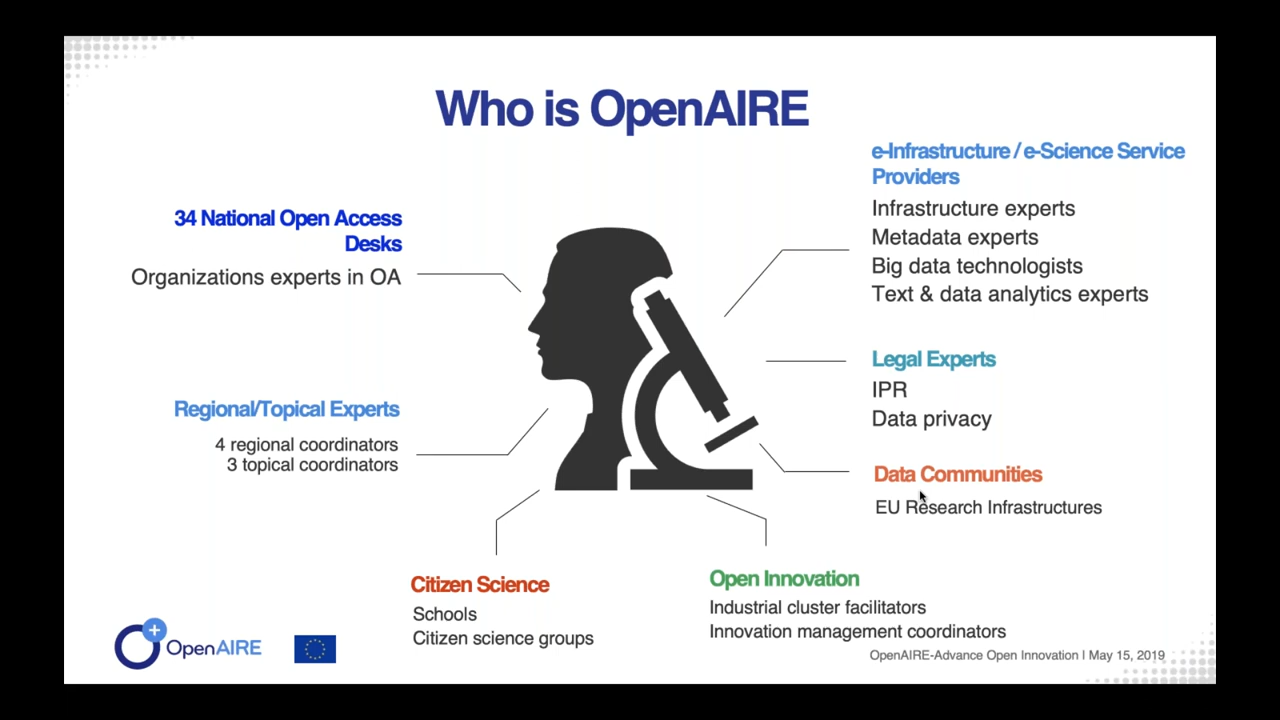 Who is OpenAIRE
34 National Open Access
Desks
Organizations experts in OA
Regional/Topical Experts
4 regional coordinators
3 topical coordinators
e-Infrastructure / e-Science Service
Providers
Infrastructure experts
Metadata experts
Big data technologists
Text & data analytics experts
Legal Experts
IPR
Data privacy
Data Communities
EU Research Infrastructures
Citizen Science
Schools
Citizen science groups
Open Innovation
Industrial cluster facilitators
Innovation management coordinators
OpenAIRE
OpenAIRE-Advance Open Innovation I May 15, 2019